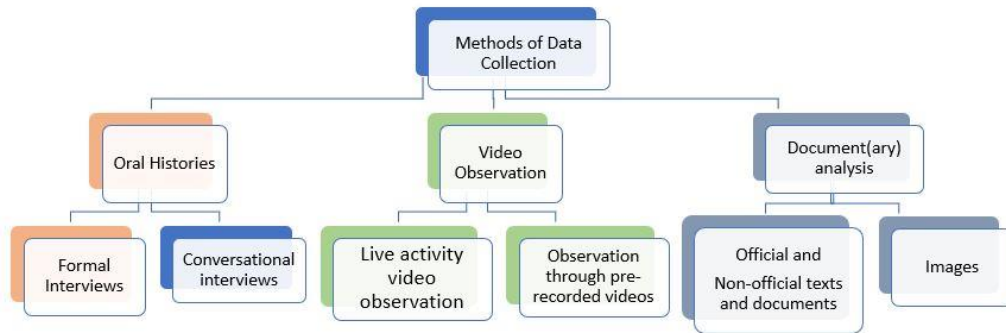 Methods of Data
Collection
Oral Histories
Video
Observation
Document(ary)
analysis
Formal
Interviews
Conversational
interviews
Live activity
video
observation
Observation
through pre-
recorded videos
Official and
Non-official texts
and documents
Images